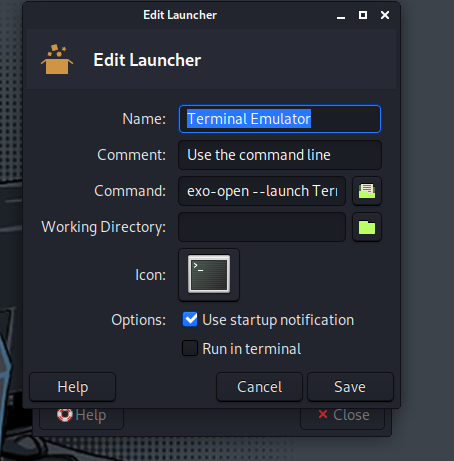 Edit Launcher
Edit Launcher
Name: Terminal Emulator
Comment: Use the command line
Command: exo-open --launch Teri
Working Directory:
Icon: >_
Options: Use startup notification
Run in terminal
Help Cancel Save
Help Close